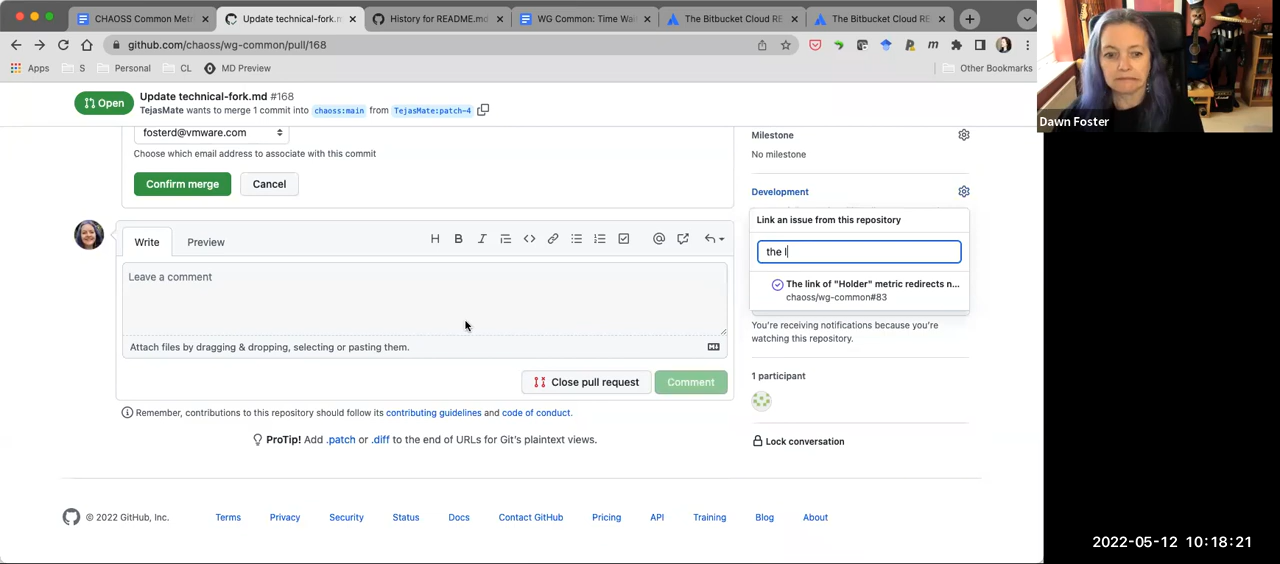 CHAOSS Common Met
Update technical-fork.m
History for README.md
WG Common: Time Wai
The Bitbucket Cloud RE
The Bitbucket Cloud RE
github.com/chaoss/wg-common/pull/168
Apps
S
Personal
CL
MD Preview
Other Bookmarks
Dawn Foster
Open
Update technical-fork.md #168
TejasMate wants to merge 1 commit into chaoss:main from TejasMate:patch-4
fosterd@vmware.com
Choose which email address to associate with this commit
Confirm merge
Cancel
Write
Preview
Leave a comment
Attach files by dragging & dropping, selecting or pasting them.
Close pull request
Comment
Remember, contributions to this repository should follow its contributing guidelines and code of conduct.
ProTip! Add .patch or .diff to the end of URLs for Git's plaintext views.
Milestone
No milestone
Development
Link an issue from this repository
the l
The link of "Holder" metric redirects n...
chaoss/wg-common#83
You're receiving notifications because you're
watching this repository.
1 participant
Lock conversation
© 2022 GitHub, Inc.
Terms
Privacy
Security
Status
Docs
Contact GitHub
Pricing
API
Training
Blog
About
2022-05-12 10:18:21